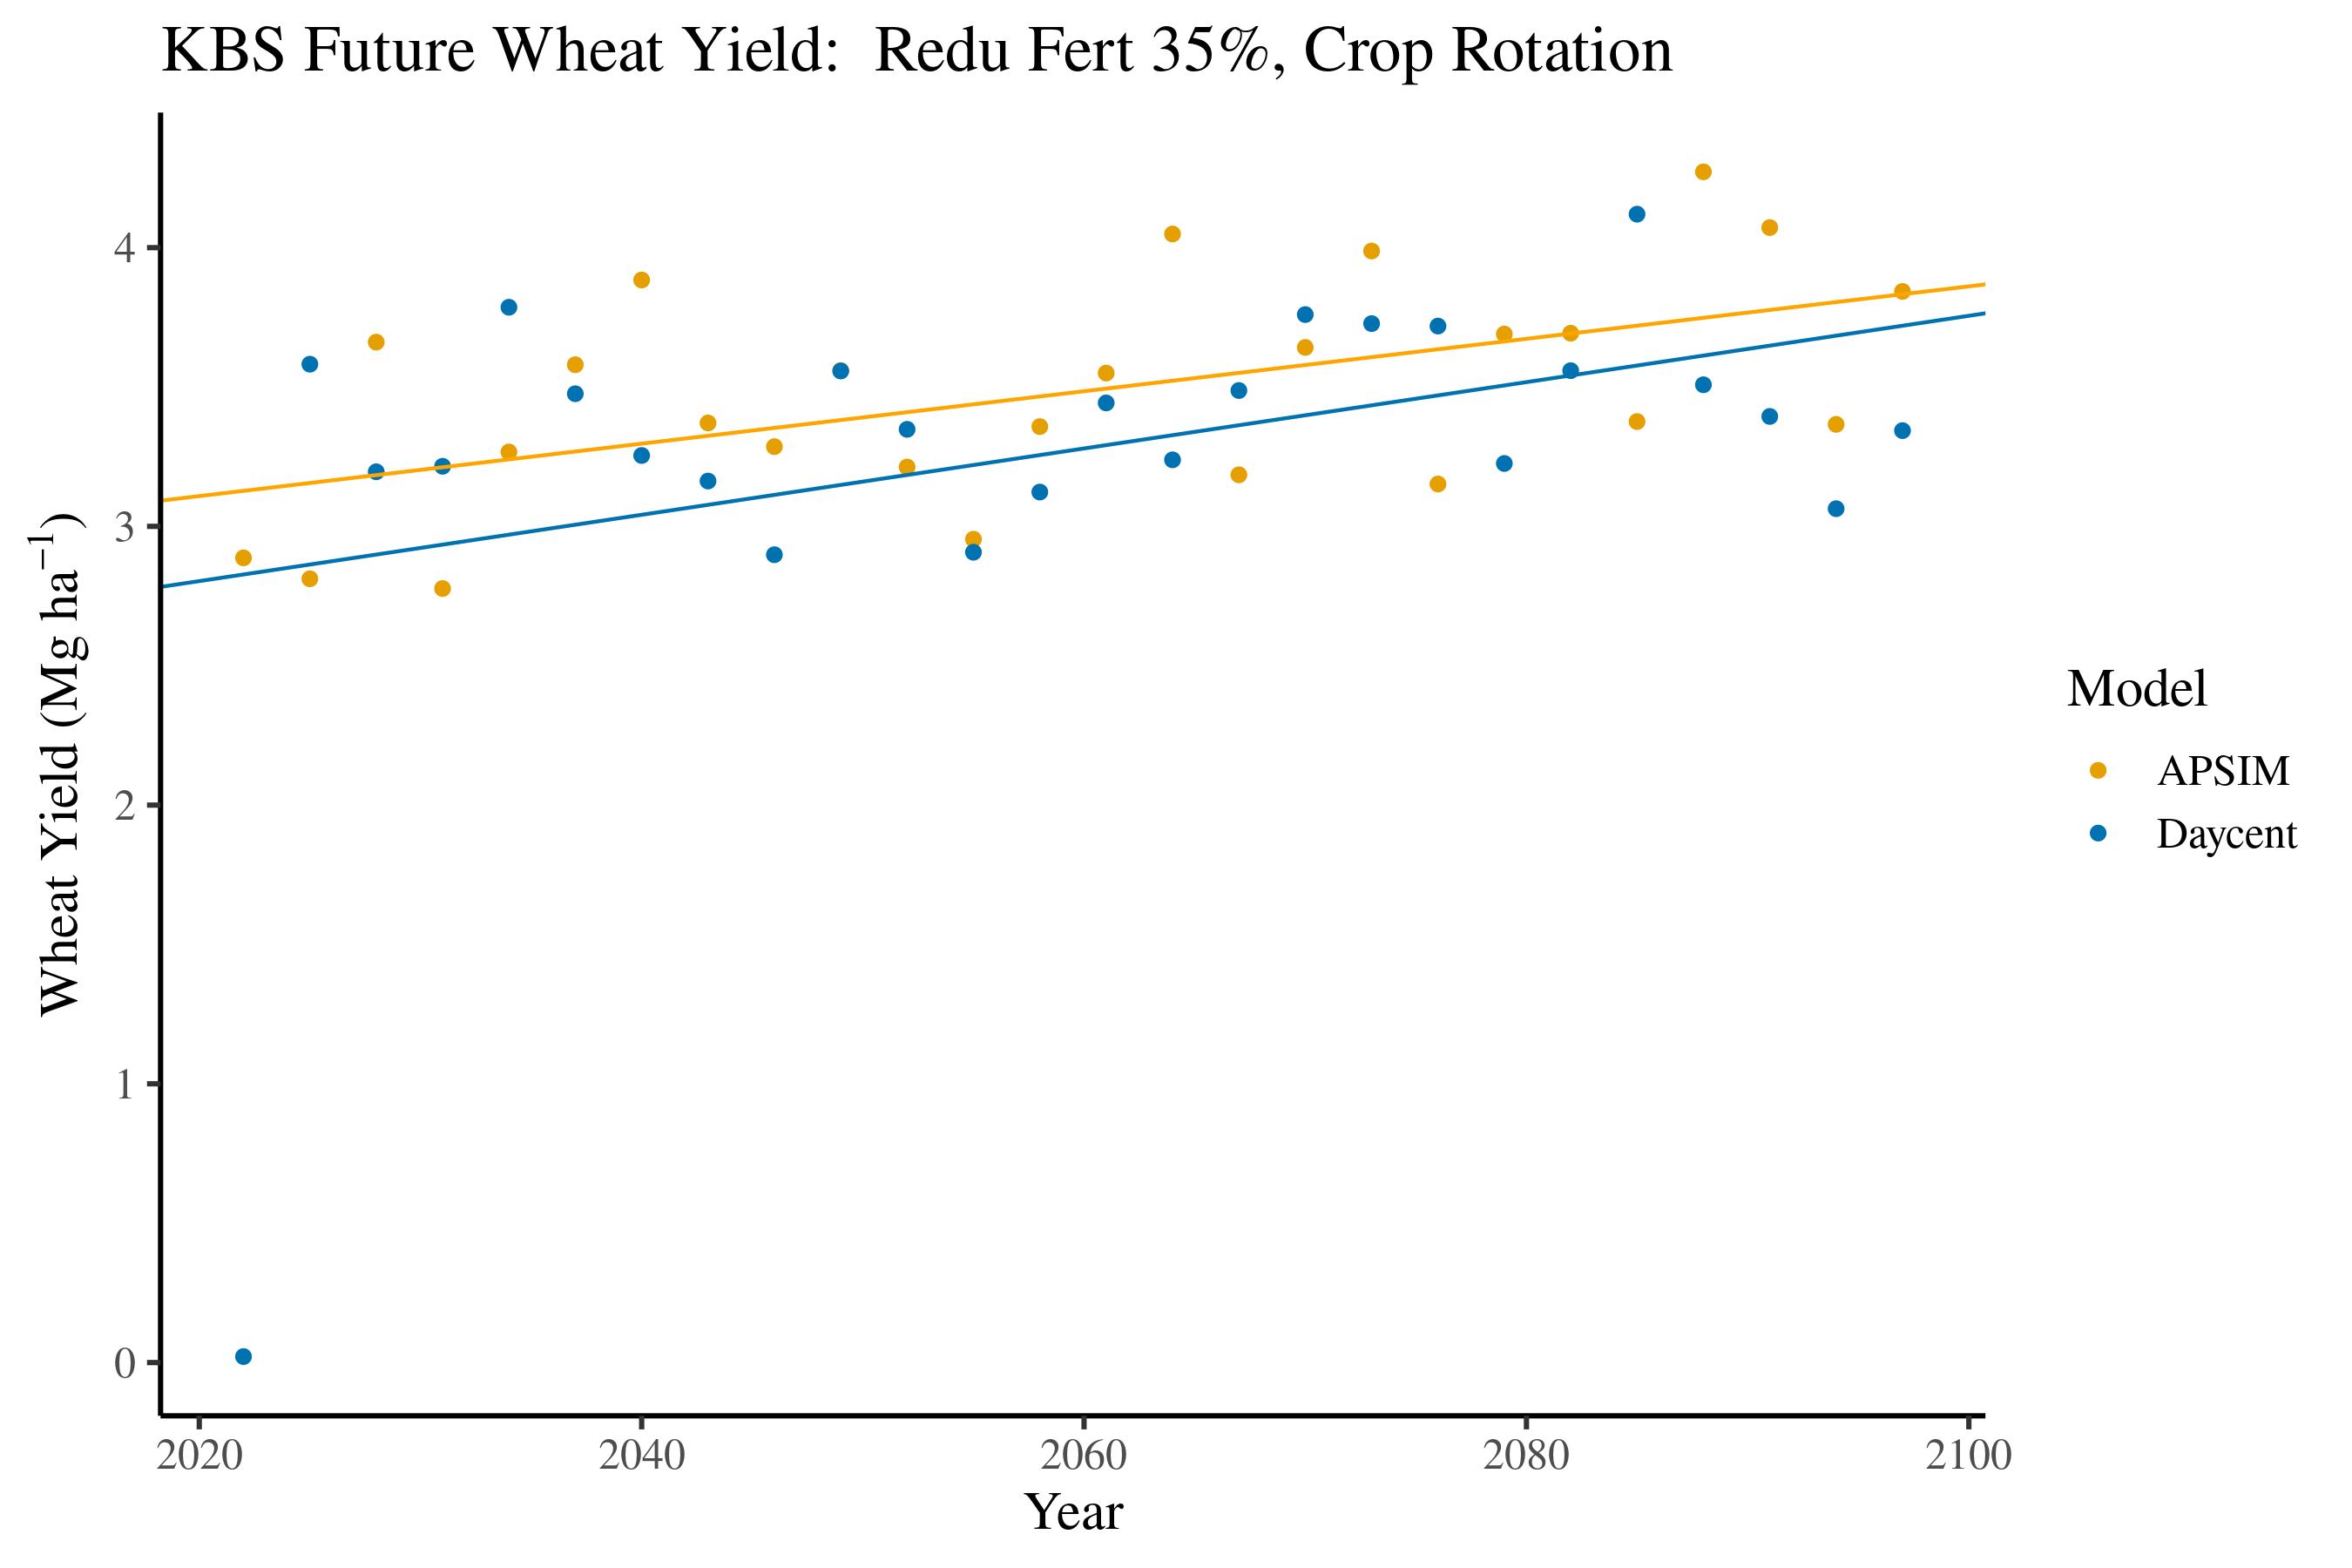 KBS Future Wheat Yield:  Redu Fert 35%, Crop Rotation
Wheat Yield (Mg ha⁻¹)
4
3
2
1
0
2020 2040 2060 2080 2100
Year
Model
APSIM
Daycent